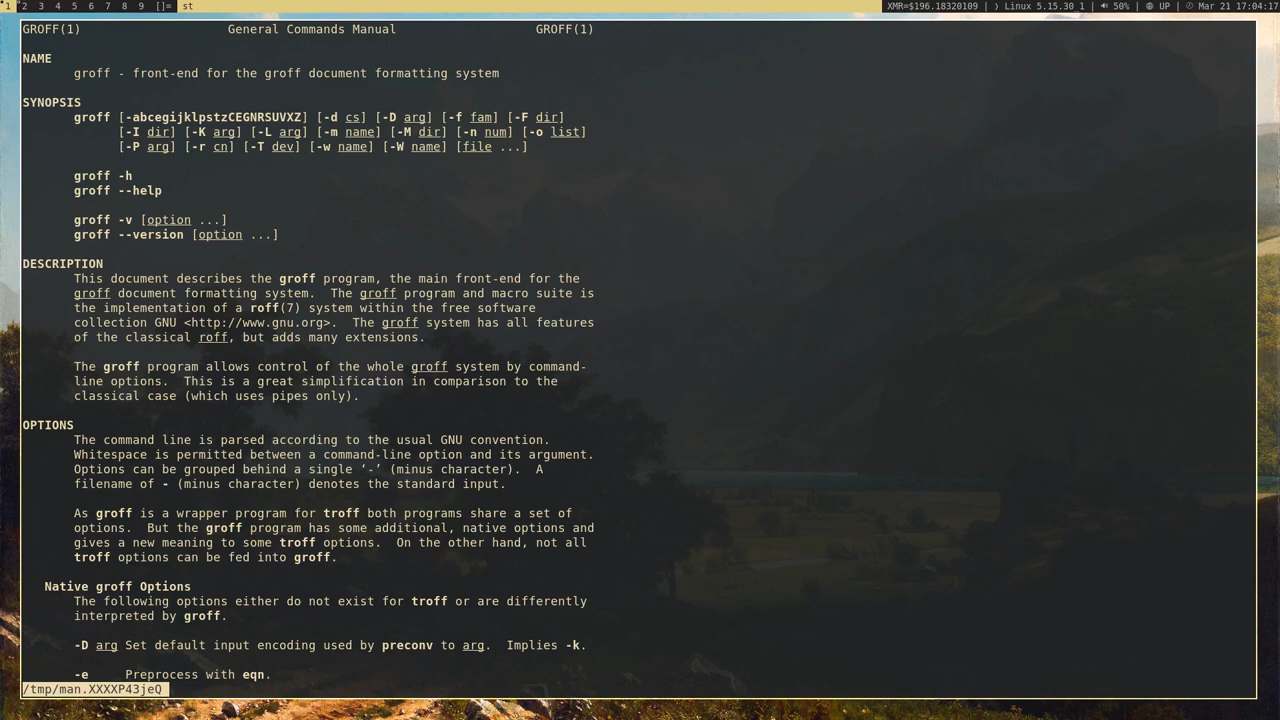 1 2 3 4 5 6 7 8 9 []= st XMR=$196.18320109 | ) Linux 5.15.30_1 | 50% | UP | Mar 21 17:04:17
GROFF(1) General Commands Manual GROFF(1)
NAME
groff - front-end for the groff document formatting system
SYNOPSIS
groff [-abcegijklpstzCEGNRSUVXZ] [-d cs] [-D arg] [-f fam] [-F dir]
[-I dir] [-K arg] [-L arg] [-m name] [-M dir] [-n num] [-o list]
[-P arg] [-r cn] [-T dev] [-w name] [-W name] [file ...]
groff -h
groff --help
groff -v [option ...]
groff --version [option ...]
DESCRIPTION
This document describes the groff program, the main front-end for the
groff document formatting system.  The groff program and macro suite is
the implementation of a roff(7) system within the free software
collection GNU <http://www.gnu.org>.  The groff system has all features
of the classical roff, but adds many extensions.
The groff program allows control of the whole groff system by command-
line options.  This is a great simplification in comparison to the
classical case (which uses pipes only).
OPTIONS
The command line is parsed according to the usual GNU convention.
Whitespace is permitted between a command-line option and its argument.
Options can be grouped behind a single ‘-’ (minus character).  A
filename of - (minus character) denotes the standard input.
As groff is a wrapper program for troff both programs share a set of
options.  But the groff program has some additional, native options and
gives a new meaning to some troff options.  On the other hand, not all
troff options can be fed into groff.
Native groff Options
The following options either do not exist for troff or are differently
interpreted by groff.
-D arg Set default input encoding used by preconv to arg.  Implies -k.
-e Preprocess with eqn.
/tmp/man.XXXXP43jeQ